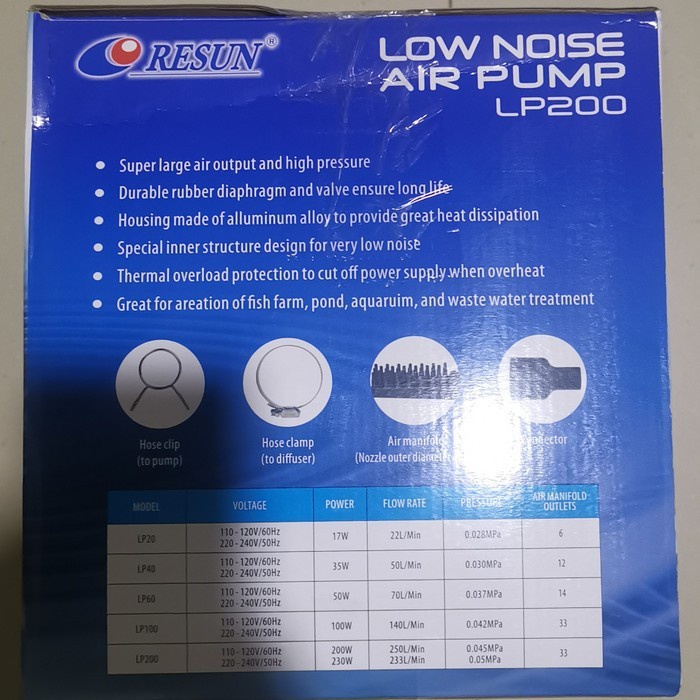 RESUN®
LOW NOISE
AIR PUMP
LP200
Super large air output and high pressure
Durable rubber diaphragm and valve ensure long life
Housing made of alluminum alloy to provide great heat dissipation
Special inner structure design for very low noise
Thermal overload protection to cut off power supply when overheat
Great for areation of fish farm, pond, aquaruim, and waste water treatment
Hose clip
(to pump)
Hose clamp
(to diffuser)
Air manifold
(Nozzle outer diameter
MODEL VOLTAGE POWER FLOW RATE PRESSURE AIR MANIFOLD OUTLETS
LP20 110 - 120V/60Hz 220 - 240V/50Hz 17W 22L/Min 0.028MPa 6
LP40 110 - 120V/60Hz 220 - 240V/50Hz 35W 50L/Min 0.030MPa 12
LP60 110 - 120V/60Hz 220 - 240V/50Hz 50W 70L/Min 0.037MPa 14
LP100 110 - 120V/60Hz 220 - 240V/50Hz 100W 140L/Min 0.042MPa 33
LP200 110 - 120V/60Hz 220 - 240V/50Hz 200W 230W 250L/Min 233L/Min 0.045MPa 0.05MPa 33